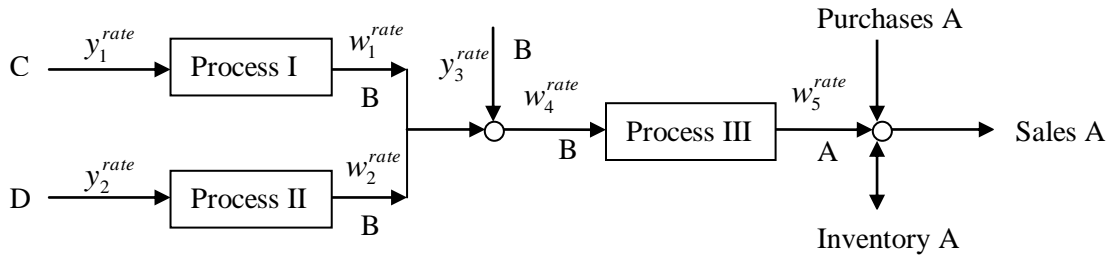 Purchases A
C
y_1^{rate}
Process I
w_1^{rate}
B
y_3^{rate}
B
w_4^{rate}
B
Process III
w_5^{rate}
A
Sales A
D
y_2^{rate}
Process II
w_2^{rate}
B
Inventory A